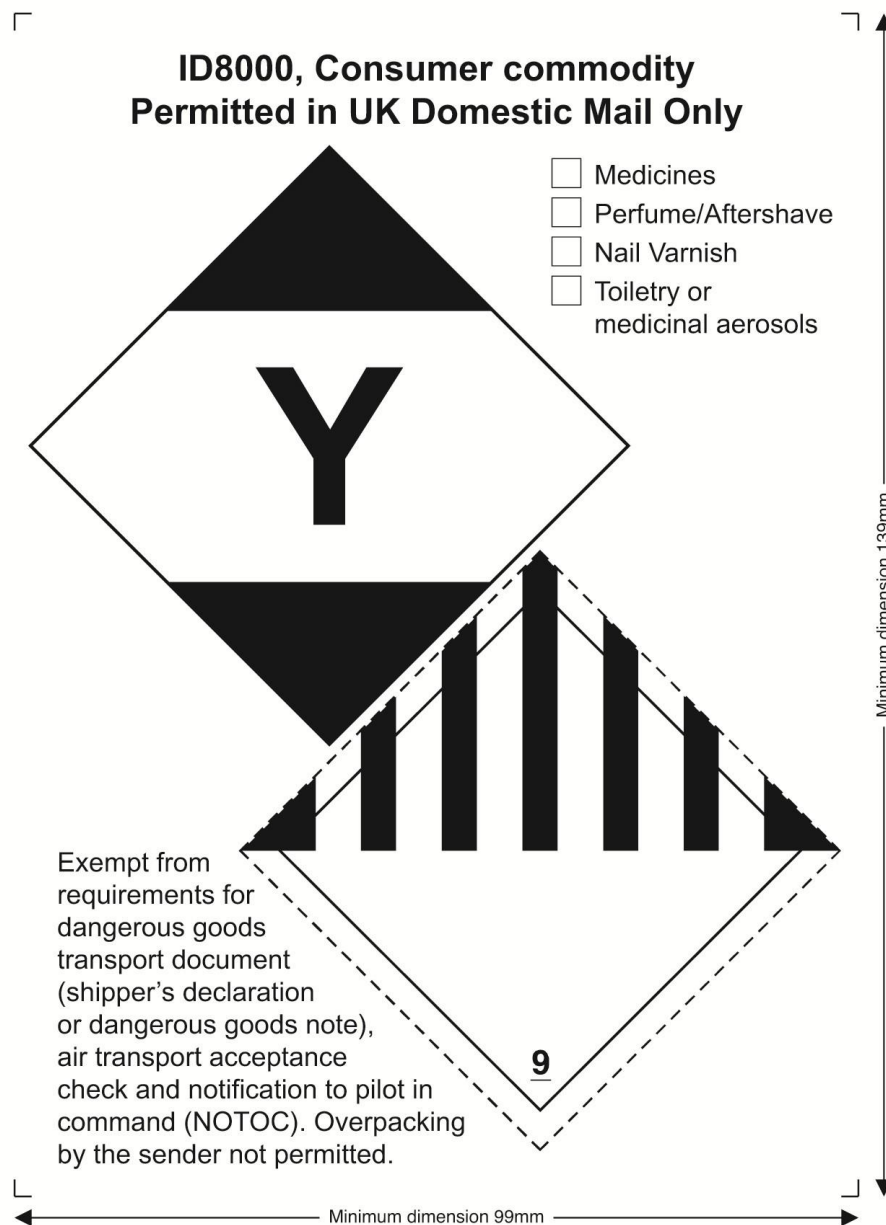 ID8000, Consumer commodity
Permitted in UK Domestic Mail Only
Medicines
Perfume/Aftershave
Nail Varnish
Toiletry or
medicinal aerosols
Y
9
Exempt from
requirements for
dangerous goods
transport document
(shipper’s declaration
or dangerous goods note),
air transport acceptance
check and notification to pilot in
command (NOTOC). Overpacking
by the sender not permitted.
Minimum dimension 139mm
Minimum dimension 99mm